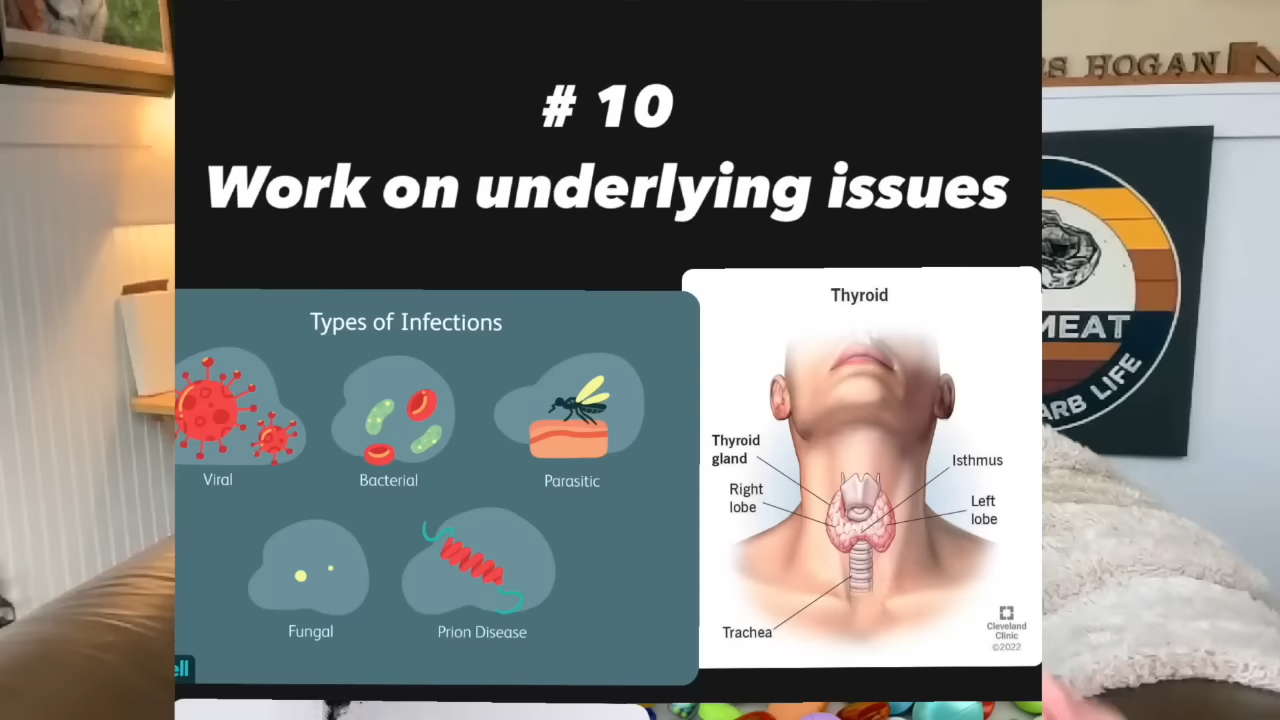 # 10
Work on underlying issues
Types of Infections
Viral
Bacterial
Parasitic
Fungal
Prion Disease
ell
Thyroid
Thyroid
gland
Right
lobe
Isthmus
Left
lobe
Trachea
Cleveland
Clinic
©2022
S HOGAN
MEAT
ARB LIFE